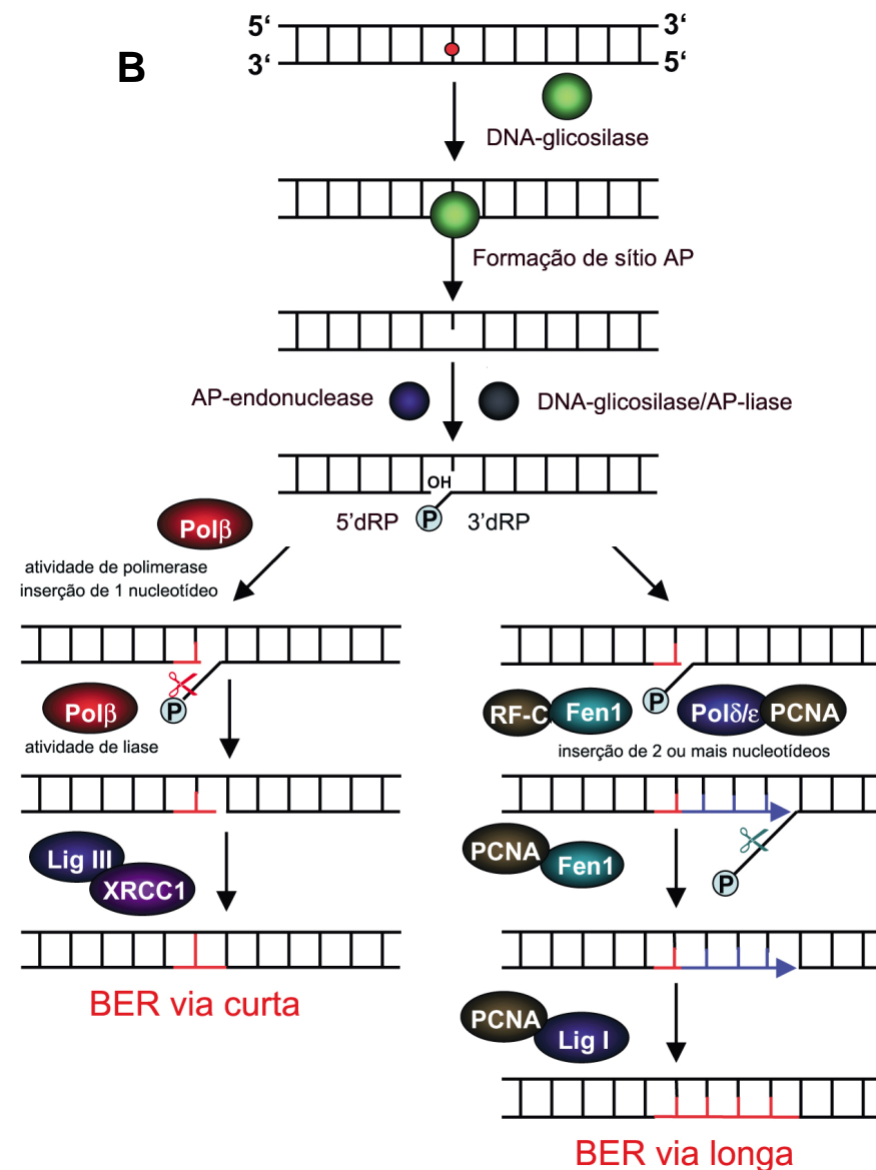 5‘
3‘
B
3‘
5‘
DNA-glicosilase
Formação de sítio AP
AP-endonuclease
DNA-glicosilase/AP-liase
OH
5’dRP
P
3’dRP
Polβ
atividade de polimerase
inserção de 1 nucleotídeo
P
Polβ
atividade de liase
Lig III
XRCC1
BER via curta
P
RF-C
Fen1
Polδ/ε
PCNA
inserção de 2 ou mais nucleotídeos
PCNA
Fen1
P
PCNA
Lig I
BER via longa